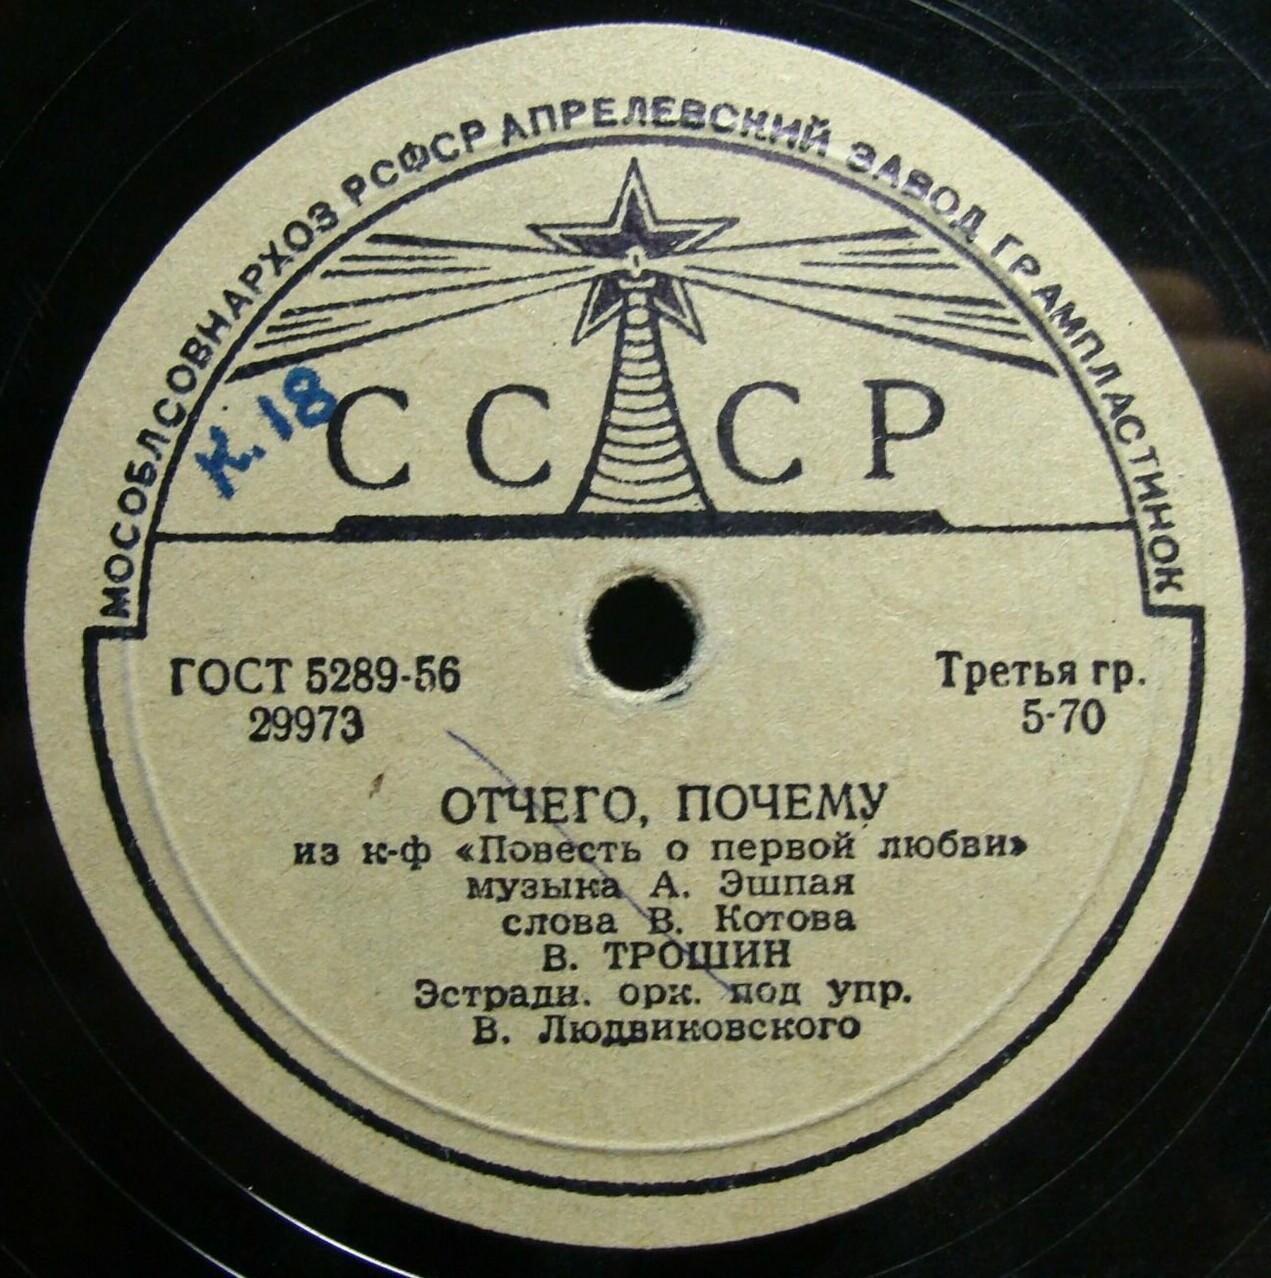 МОСОБЛСОВНАРХОЗ РСФСР АПРЕЛЕВСКИЙ ЗАВОД ГРАМПЛАСТИНОК
к. 18
СССР
ГОСТ 5289-56
29973
Третья гр.
5-70
ОТЧЕГО, ПОЧЕМУ
из к-ф «Повесть о первой любви»
музыка А. Эшпая
слова В. Котова
В. ТРОШИН
Эстрадн. орк. под упр.
В. Людвиковского